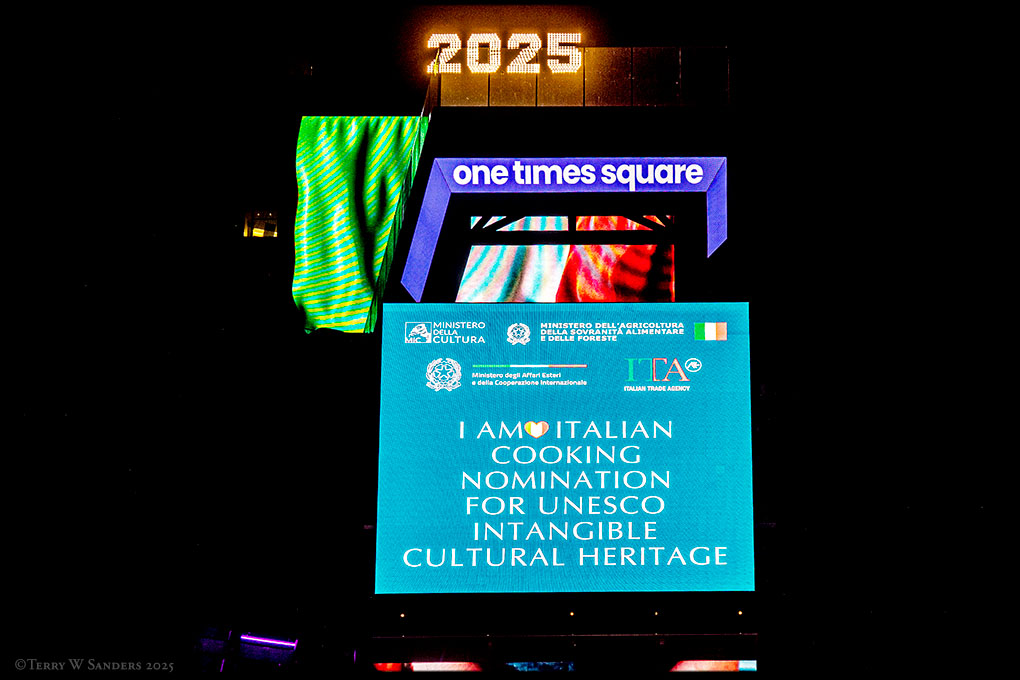 2025
one times square
MiC
MINISTERO
DELLA
CULTURA
MINISTERO DELL'AGRICOLTURA
DELLA SOVRANITÀ ALIMENTARE
E DELLE FORESTE
Ministero degli Affari Esteri
e della Cooperazione Internazionale
ITA
ITALIAN TRADE AGENCY
I AM ITALIAN
COOKING
NOMINATION
FOR UNESCO
INTANGIBLE
CULTURAL HERITAGE
©Terry W Sanders 2025